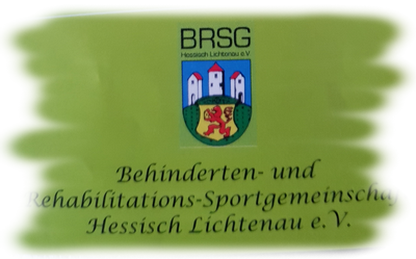 BRSG
Hessisch Lichtenau e.V
Behinderten- und
Rehabilitations-Sportgemeinschaf
Hessisch Lichtenau e.V.